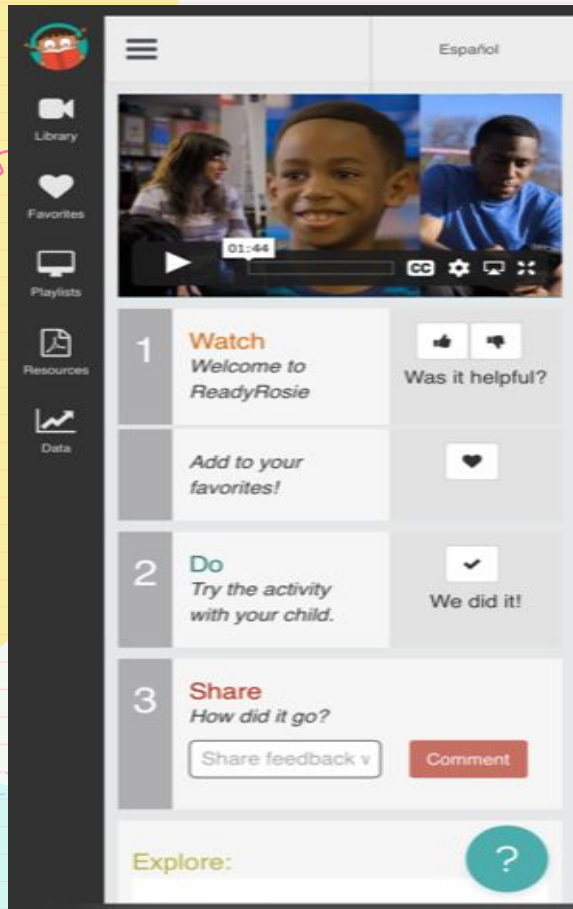 Español
Library
Favorites
Playlists
Resources
Data
01:44
CC
1
Watch
Welcome to
ReadyRosie
Was it helpful?
Add to your
favorites!
2
Do
Try the activity
with your child.
We did it!
3
Share
How did it go?
Share feedback
Comment
Explore:
?